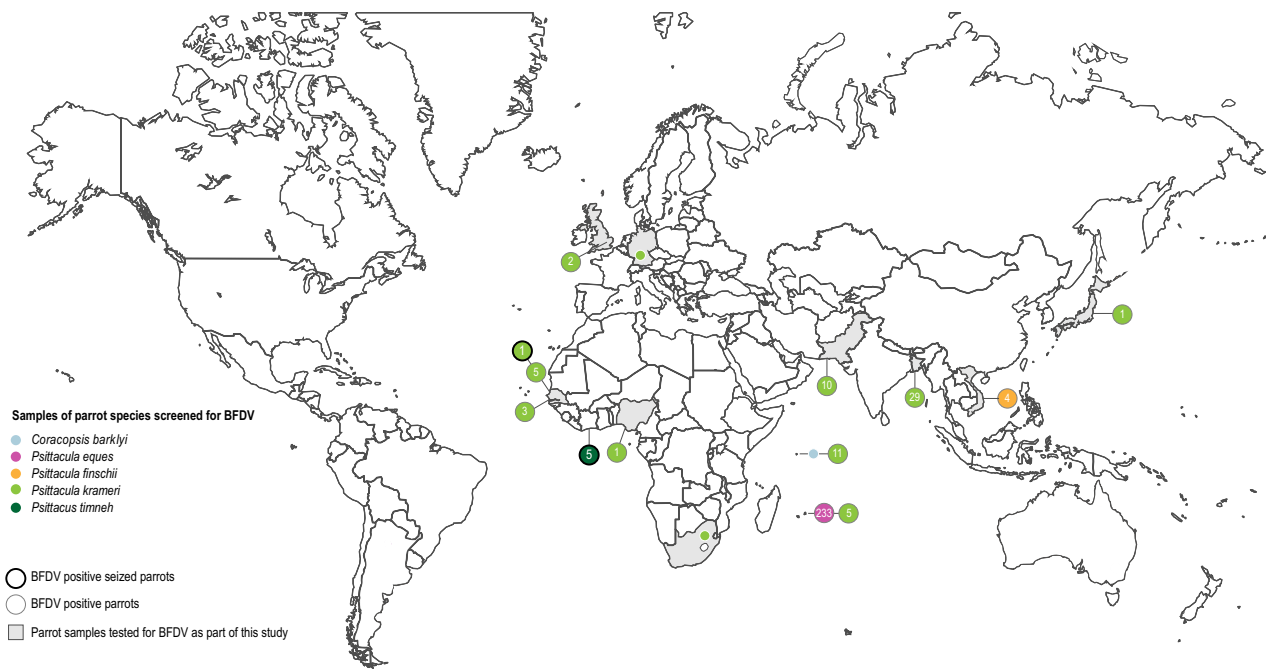 2
1
1
5
3
5
1
10
29
4
11
233
5
Samples of parrot species screened for BFDV
Coracopsis barklyi
Psittacula eques
Psittacula finschii
Psittacula krameri
Psittacus timneh
BFDV positive seized parrots
BFDV positive parrots
Parrot samples tested for BFDV as part of this study